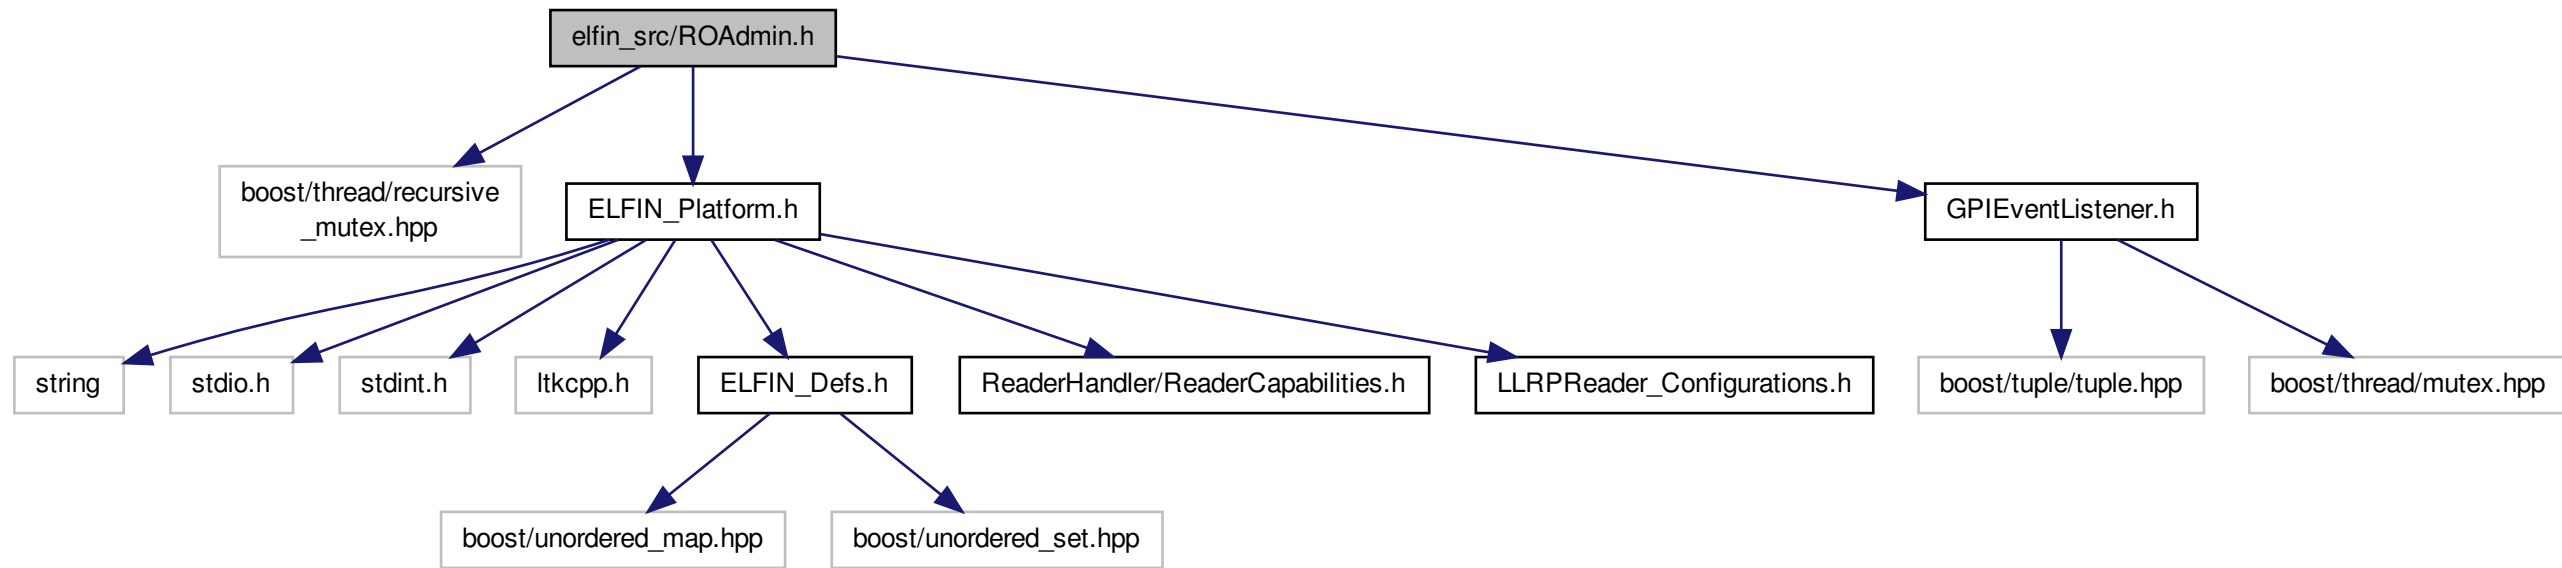 elfin_src/ROAdmin.h
boost/thread/recursive
_mutex.hpp
ELFIN_Platform.h
GPIEventListener.h
string
stdio.h
stdint.h
ltkcpp.h
ELFIN_Defs.h
ReaderHandler/ReaderCapabilities.h
LLRPReader_Configurations.h
boost/tuple/tuple.hpp
boost/thread/mutex.hpp
boost/unordered_map.hpp
boost/unordered_set.hpp